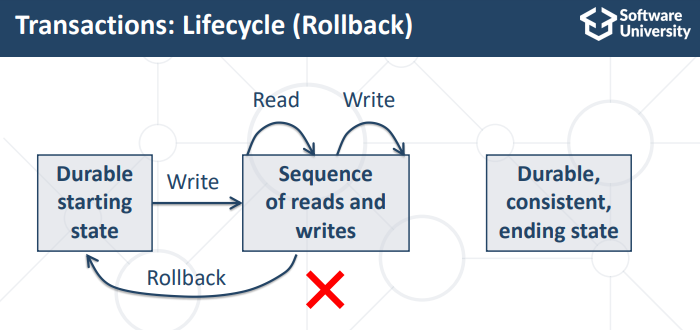 Transactions: Lifecycle (Rollback)
Software
University
Read
Write
Durable
starting
state
Write
Sequence
of reads and
writes
Durable,
consistent,
ending state
Rollback